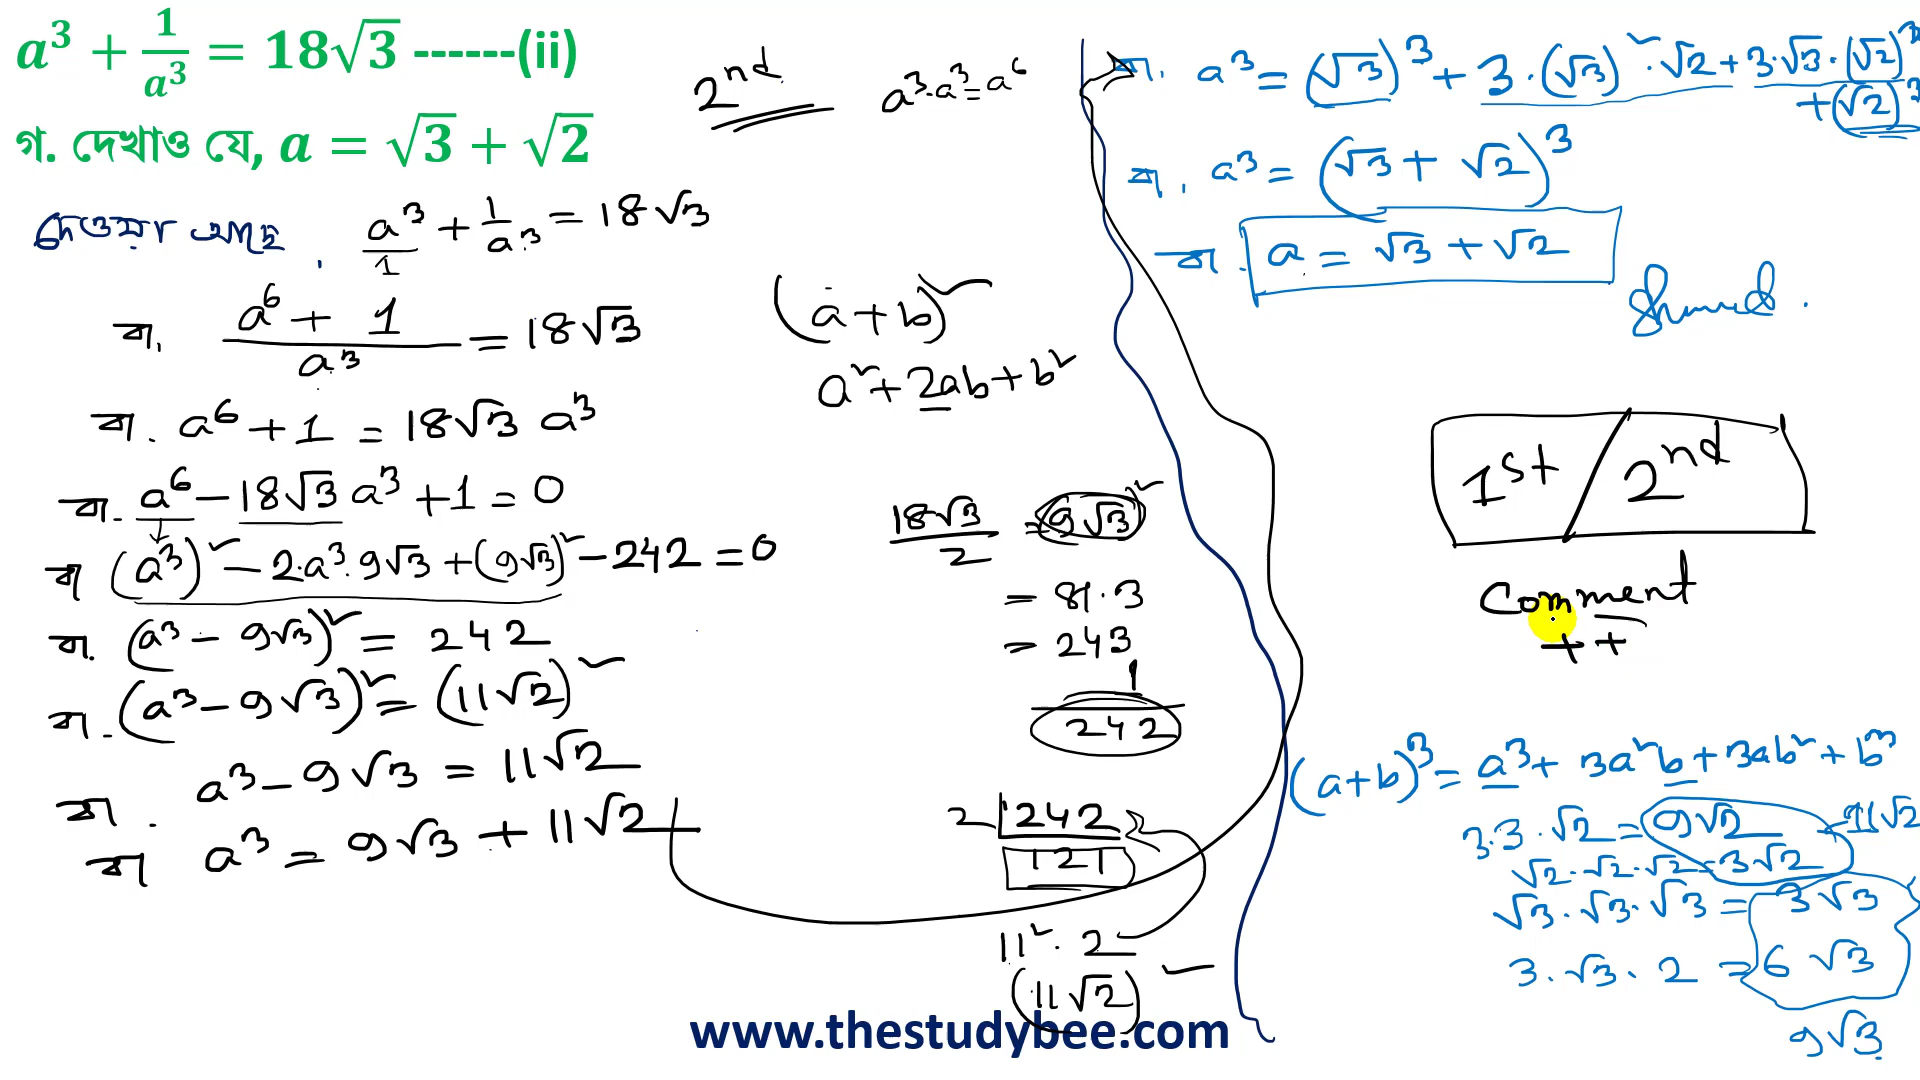 a³ + 1/a³ = 18√3 ------(ii)
গ. দেখাও যে, a = √3 + √2
দেওয়া আছে, a³/1 + 1/a³ = 18√3
বা, (a⁶ + 1)/a³ = 18√3
বা. a⁶ + 1 = 18√3 a³
বা. a⁶ - 18√3 a³ + 1 = 0
বা (a³)² - 2·a³·9√3 + (9√3)² - 242 = 0
বা. (a³ - 9√3)² = 242
বা. (a³ - 9√3)² = (11√2)²
বা. a³ - 9√3 = 11√2
বা a³ = 9√3 + 11√2
2nd
a³·a³ = a⁶
(a+b)²
a² + 2ab + b²
18√3/2 = (9√3)²
= 81·3
= 243
1
242
2 | 242
121
11²·2
(11√2)²
বা. a³ = (√3)³ + 3·(√3)²·√2 + 3·√3·(√2)²
+ (√2)³
বা. a³ = (√3 + √2)³
বা. a = √3 + √2
1st / 2nd
Comment
++
(a+b)³ = a³ + 3a²b + 3ab² + b³
3·3·√2 = 9√2
11√2
√2·√2·√2 = 3√2
√3·√3·√3 = 3√3
3·√3·2 = 6√3
9√3
www.thestudybee.com